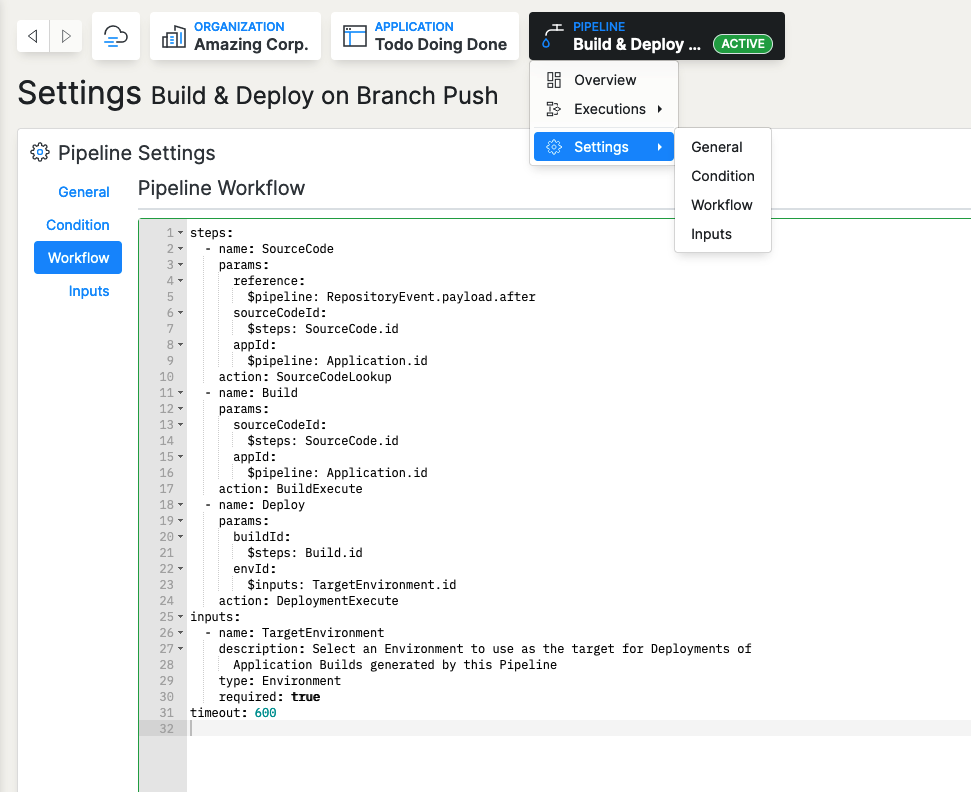 ORGANIZATION
Amazing Corp.
APPLICATION
Todo Doing Done
PIPELINE
Build & Deploy ...
ACTIVE
Overview
Executions
Settings
General
Condition
Workflow
Inputs
Settings Build & Deploy on Branch Push
Pipeline Settings
General
Condition
Workflow
Inputs
Pipeline Workflow
1 steps:
2   - name: SourceCode
3     params:
4       reference:
5         $pipeline: RepositoryEvent.payload.after
6       sourceCodeId:
7         $steps: SourceCode.id
8       appId:
9         $pipeline: Application.id
10     action: SourceCodeLookup
11   - name: Build
12     params:
13       sourceCodeId:
14         $steps: SourceCode.id
15       appId:
16         $pipeline: Application.id
17     action: BuildExecute
18   - name: Deploy
19     params:
20       buildId:
21         $steps: Build.id
22       envId:
23         $inputs: TargetEnvironment.id
24     action: DeploymentExecute
25 inputs:
26   - name: TargetEnvironment
27     description: Select an Environment to use as the target for Deployments of
28       Application Builds generated by this Pipeline
29     type: Environment
30     required: true
31 timeout: 600
32